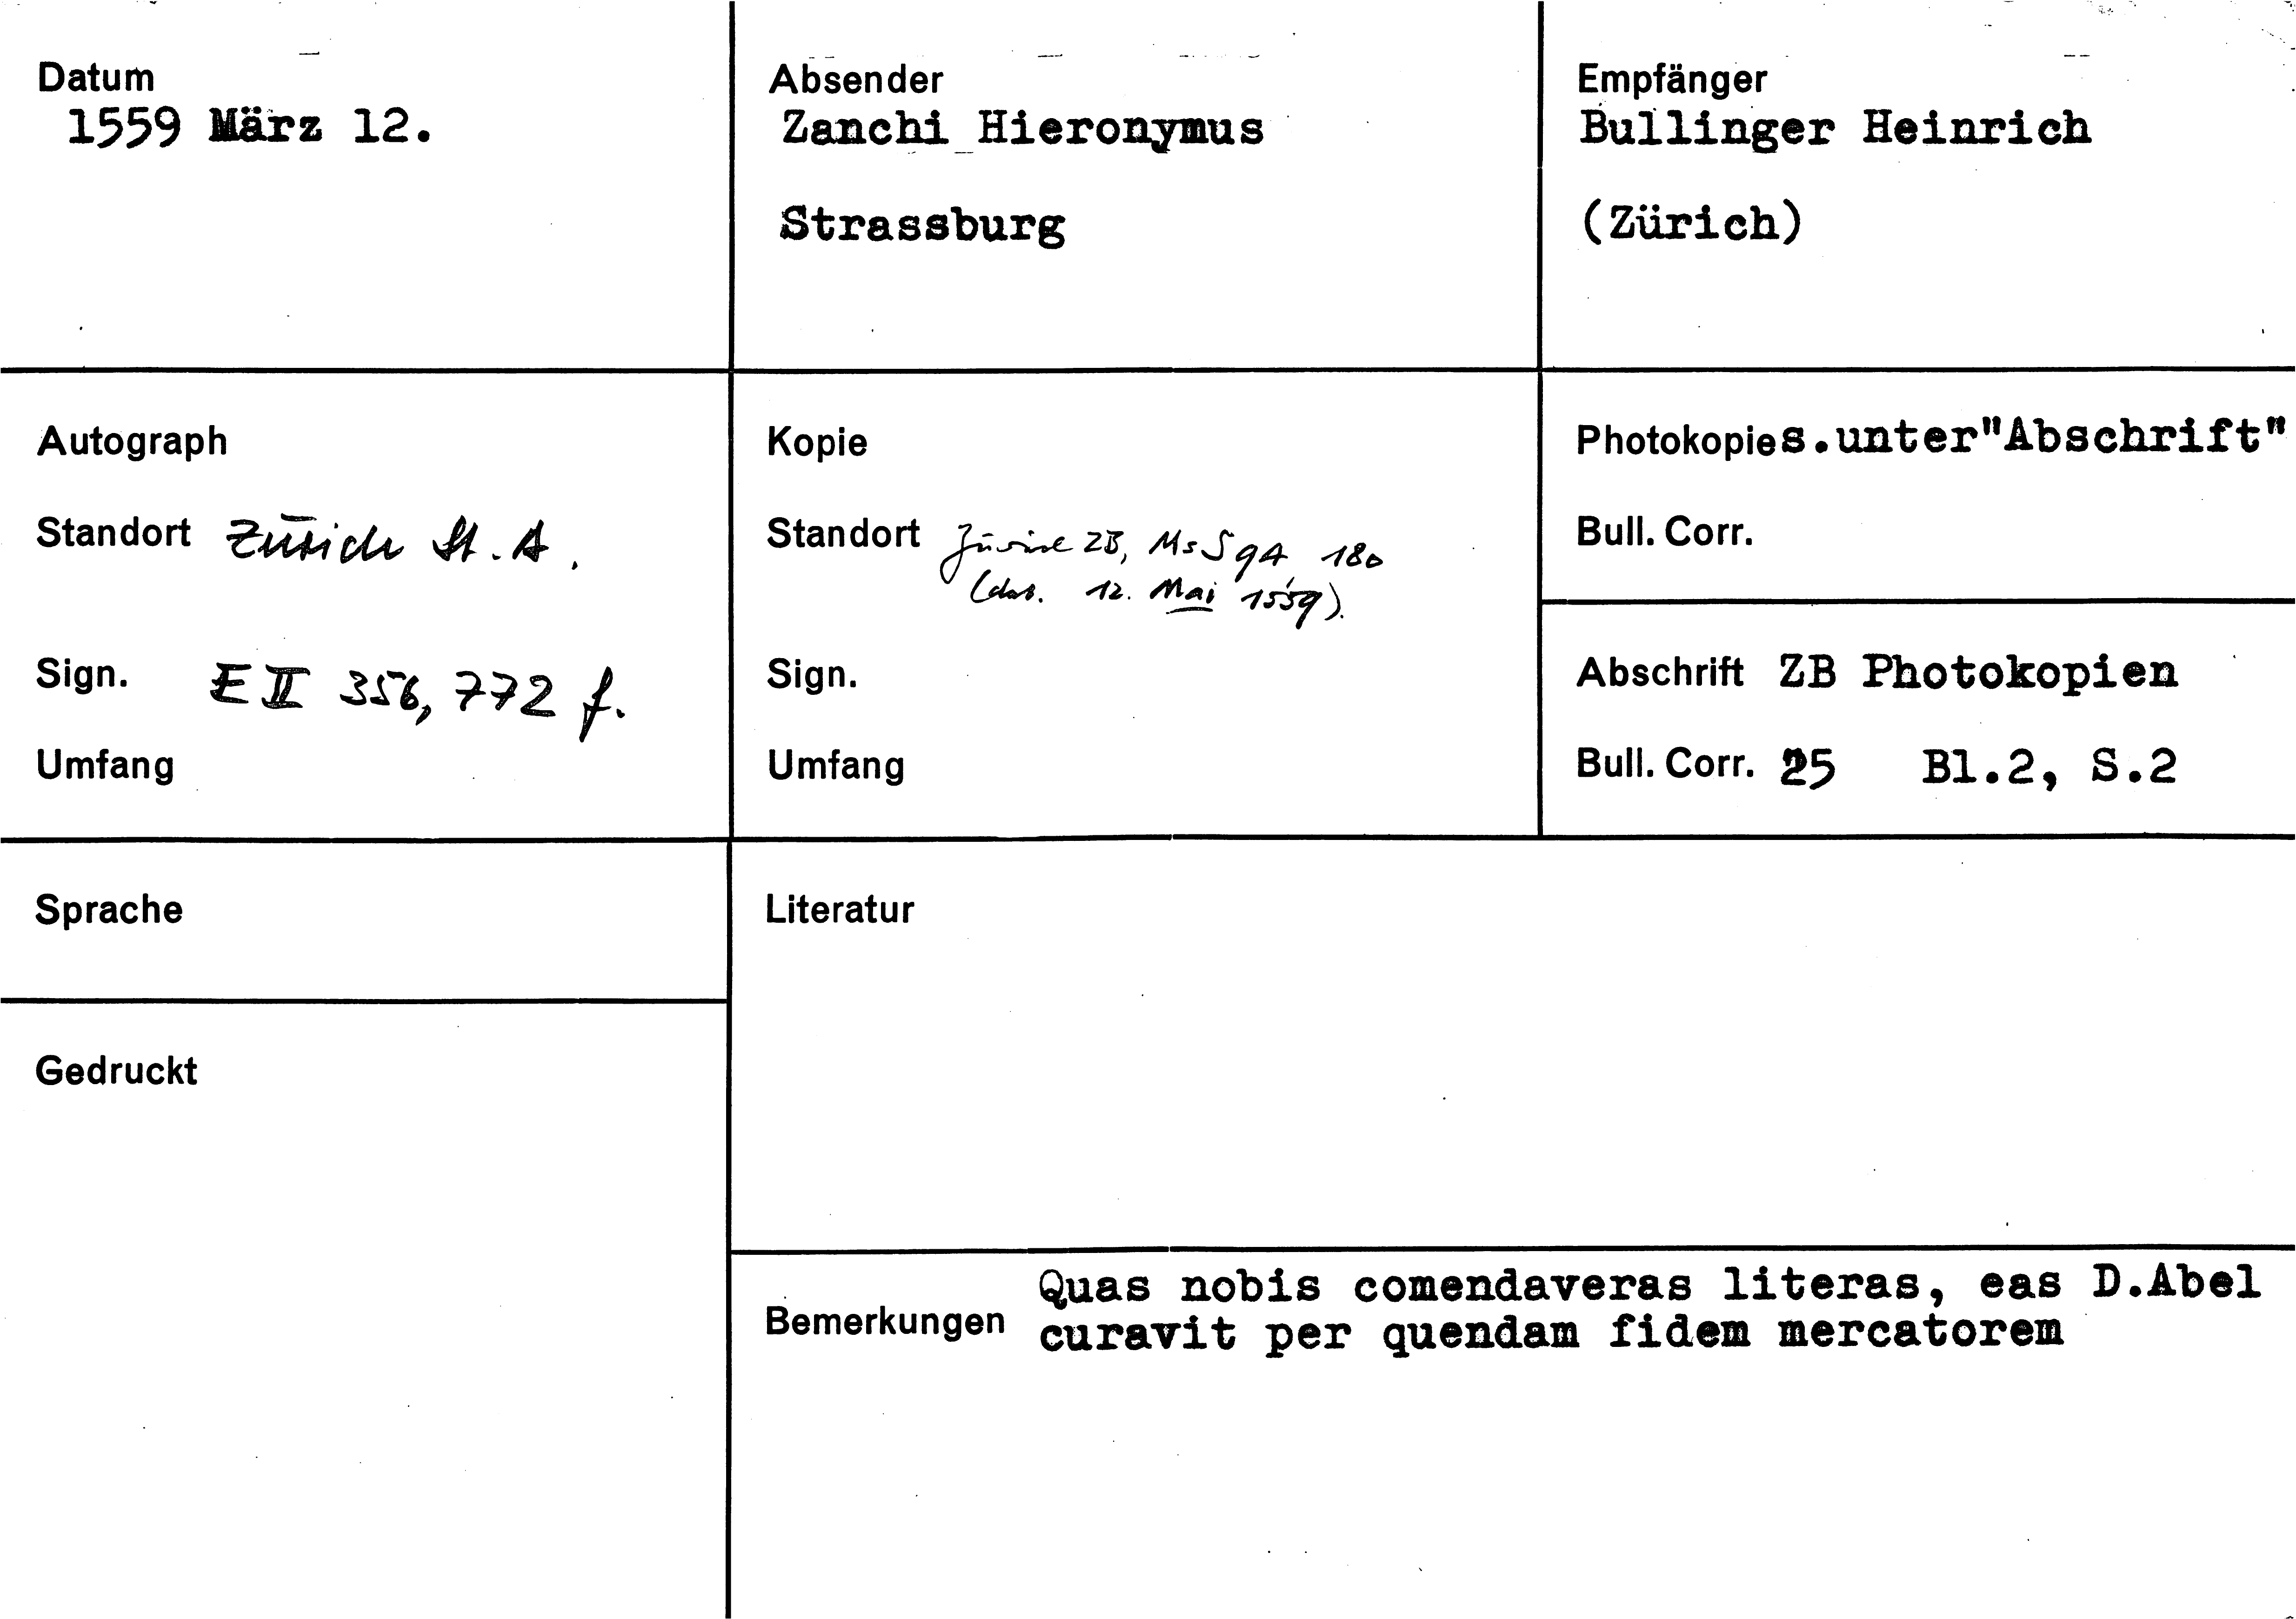 Datum
1559 März 12.
Absender
Zanchi Hieronymus
Strassburg
Empfänger
Bullinger Heinrich
(Zürich)
Autograph
Standort Zürich St. A.
Sign. E II 356, 772 f.
Umfang
Kopie
Standort Zürich ZB, Ms S 94 180
(dat. 12. Mai 1559).
Sign.
Umfang
Photokopie s.unter"Abschrift"
Bull. Corr.
Abschrift ZB Photokopien
Bull. Corr. 25 Bl.2, S.2
Sprache
Gedruckt
Literatur
Bemerkungen
Quas nobis comendaveras literas, eas D.Abel
curavit per quendam fidem mercatorem